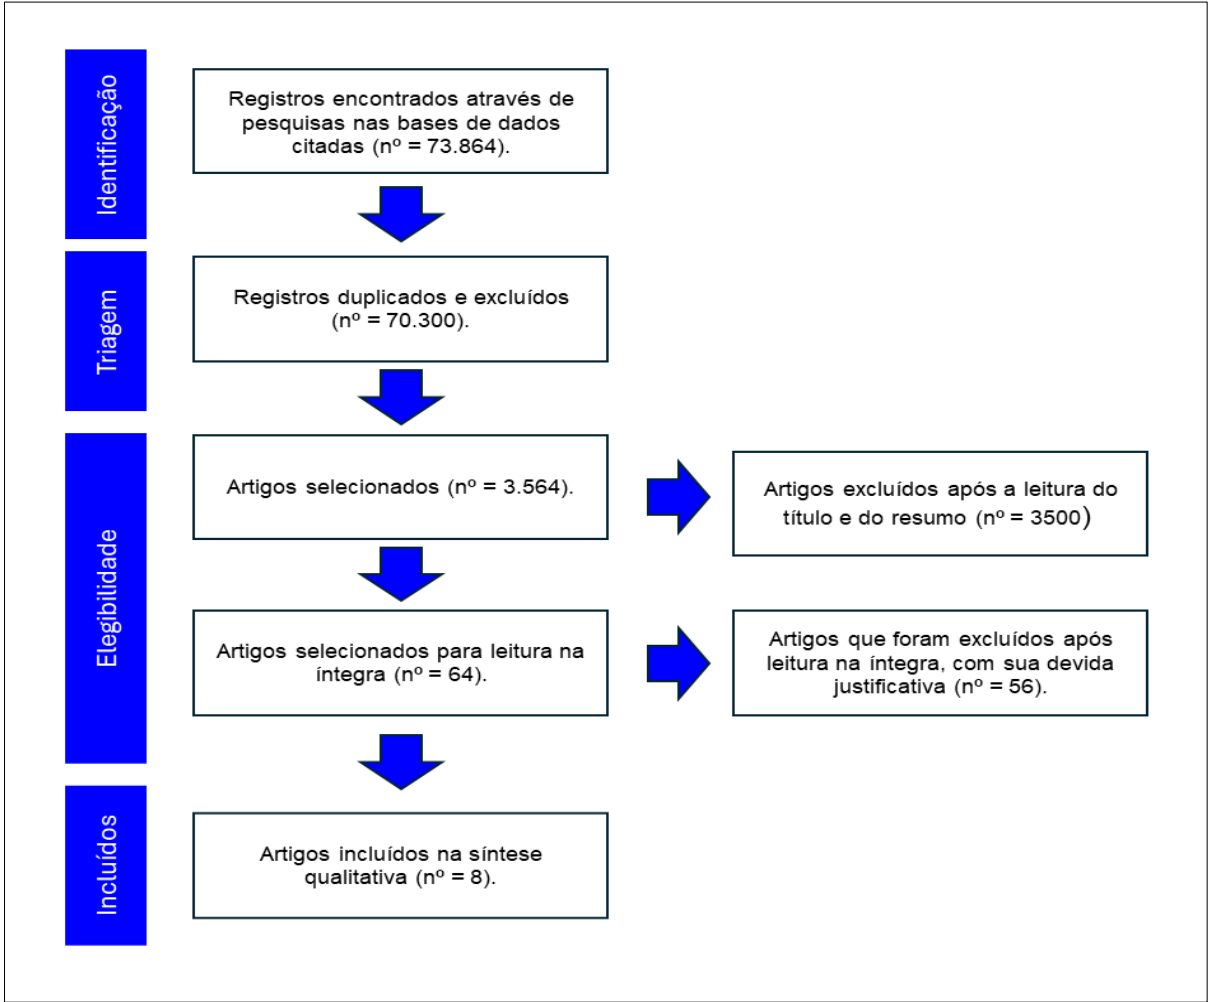 Identificação
Registros encontrados através de
pesquisas nas bases de dados
citadas (nº = 73.864).
Triagem
Registros duplicados e excluídos
(nº = 70.300).
Elegibilidade
Artigos selecionados (nº = 3.564).
Artigos excluídos após a leitura do
título e do resumo (nº = 3500)
Artigos selecionados para leitura na
íntegra (nº = 64).
Artigos que foram excluídos após
leitura na íntegra, com sua devida
justificativa (nº = 56).
Incluídos
Artigos incluídos na síntese
qualitativa (nº = 8).